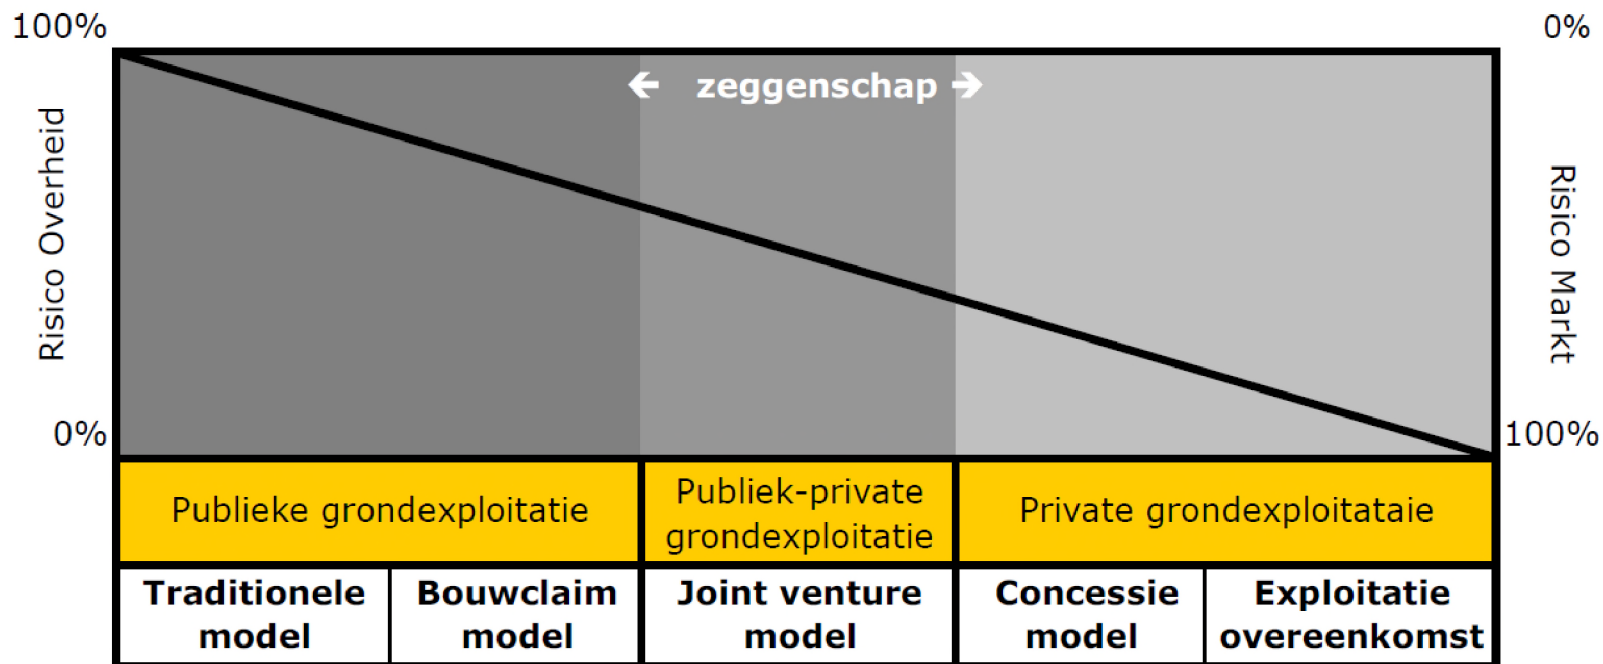 100%
0%
← zeggenschap →
Risico Overheid
Risico Markt
0%
100%
Publieke grondexploitatie
Publiek-private
grondexploitatie
Private grondexploitataie
Traditionele
model
Bouwclaim
model
Joint venture
model
Concessie
model
Exploitatie
overeenkomst